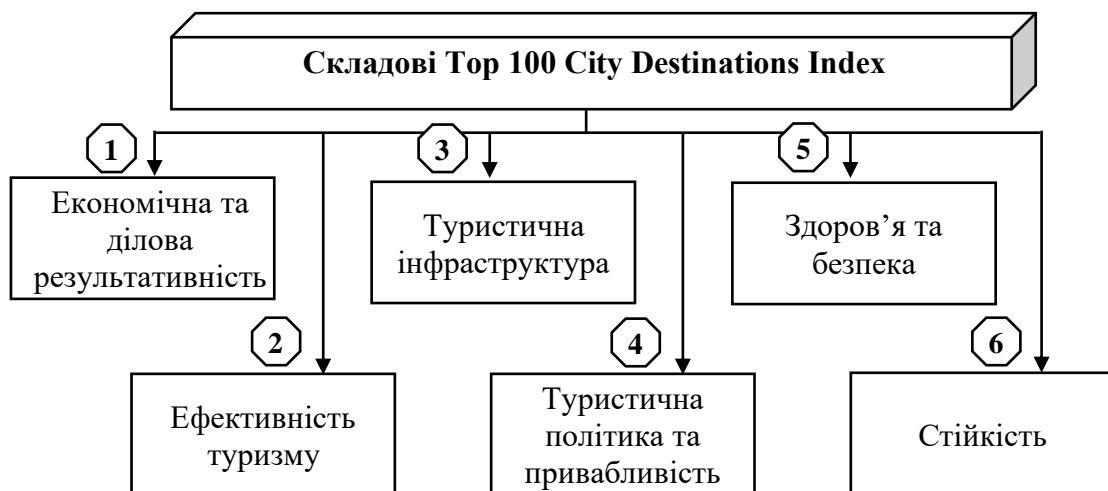 Складові Top 100 City Destinations Index
1
Економічна та
ділова
результативність
2
Ефективність
туризму
3
Туристична
інфраструктура
4
Туристична
політика та
привабливість
5
Здоров’я та
безпека
6
Стійкість